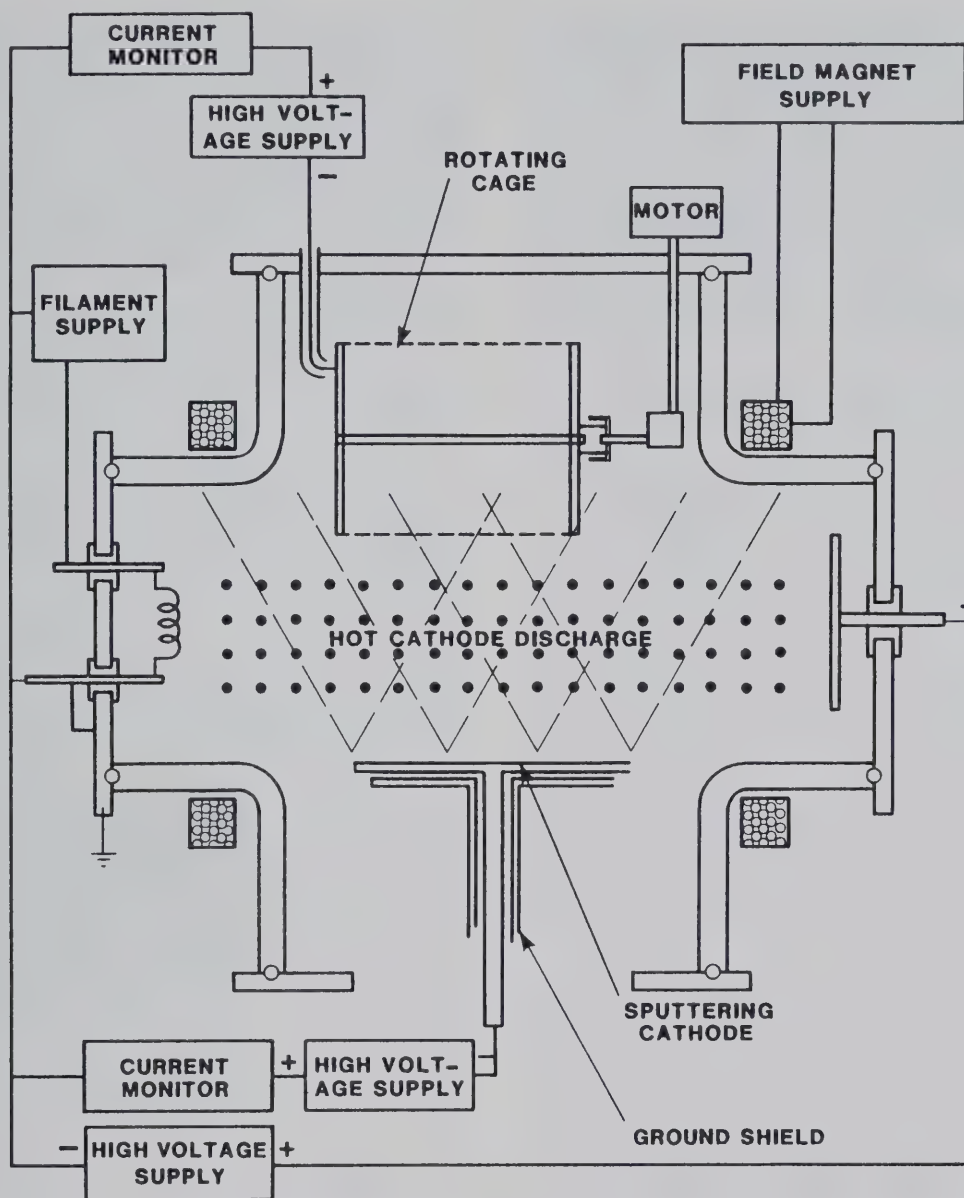 CURRENT
MONITOR
+
HIGH VOLT-
AGE SUPPLY
−
FIELD MAGNET
SUPPLY
ROTATING
CAGE
MOTOR
FILAMENT
SUPPLY
HOT CATHODE DISCHARGE
+
SPUTTERING
CATHODE
CURRENT
MONITOR
+
HIGH VOLT-
AGE SUPPLY
−
GROUND SHIELD
−
HIGH VOLTAGE
SUPPLY
+